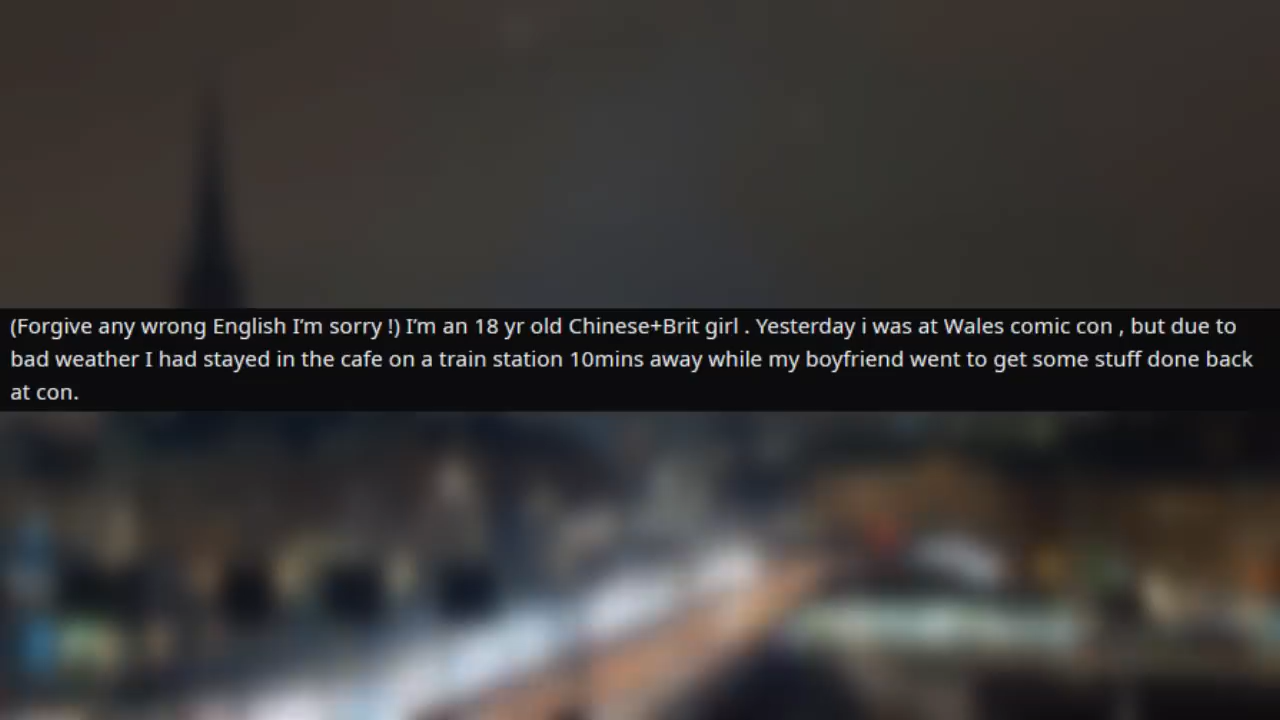 (Forgive any wrong English I’m sorry !) I’m an 18 yr old Chinese+Brit girl . Yesterday i was at Wales comic con , but due to
bad weather I had stayed in the cafe on a train station 10mins away while my boyfriend went to get some stuff done back
at con.